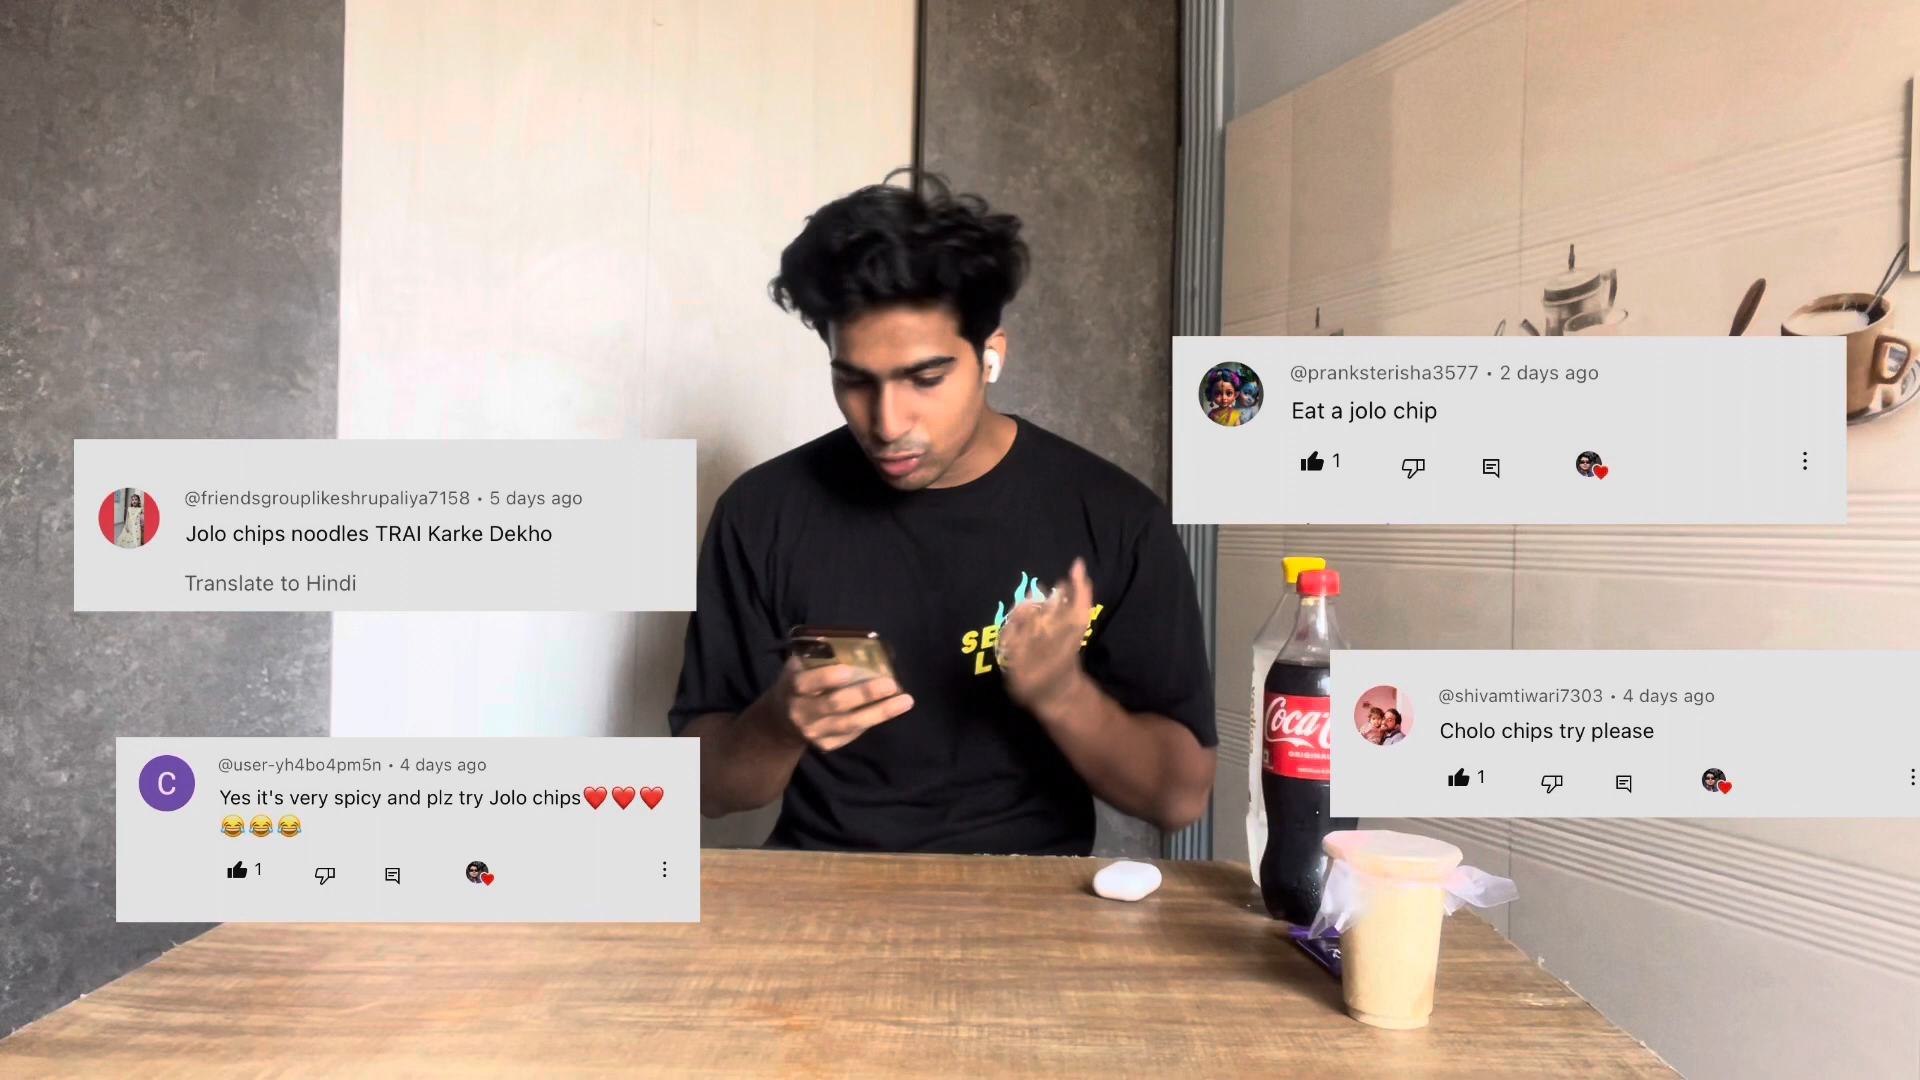 @friendsgrouplikeshrupaliya7158 • 5 days ago
Jolo chips noodles TRAI Karke Dekho
Translate to Hindi
@user-yh4bo4pm5n • 4 days ago
Yes it's very spicy and plz try Jolo chips❤️❤️❤️
😂😂😂
1
@pranksterisha3577 • 2 days ago
Eat a jolo chip
1
@shivamtiwari7303 • 4 days ago
Cholo chips try please
1
C